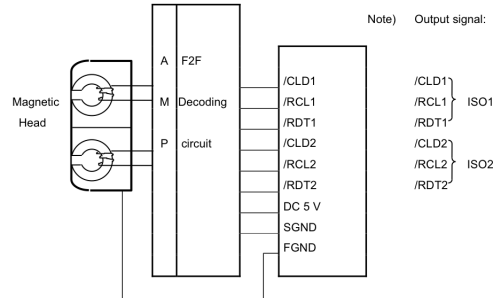 Note) Output signal:
A F2F
M Decoding
P circuit
Magnetic
Head
/CLD1
/RCL1
/RDT1
/CLD2
/RCL2
/RDT2
DC 5 V
SGND
FGND
/CLD1
/RCL1 ISO1
/RDT1
/CLD2
/RCL2 ISO2
/RDT2